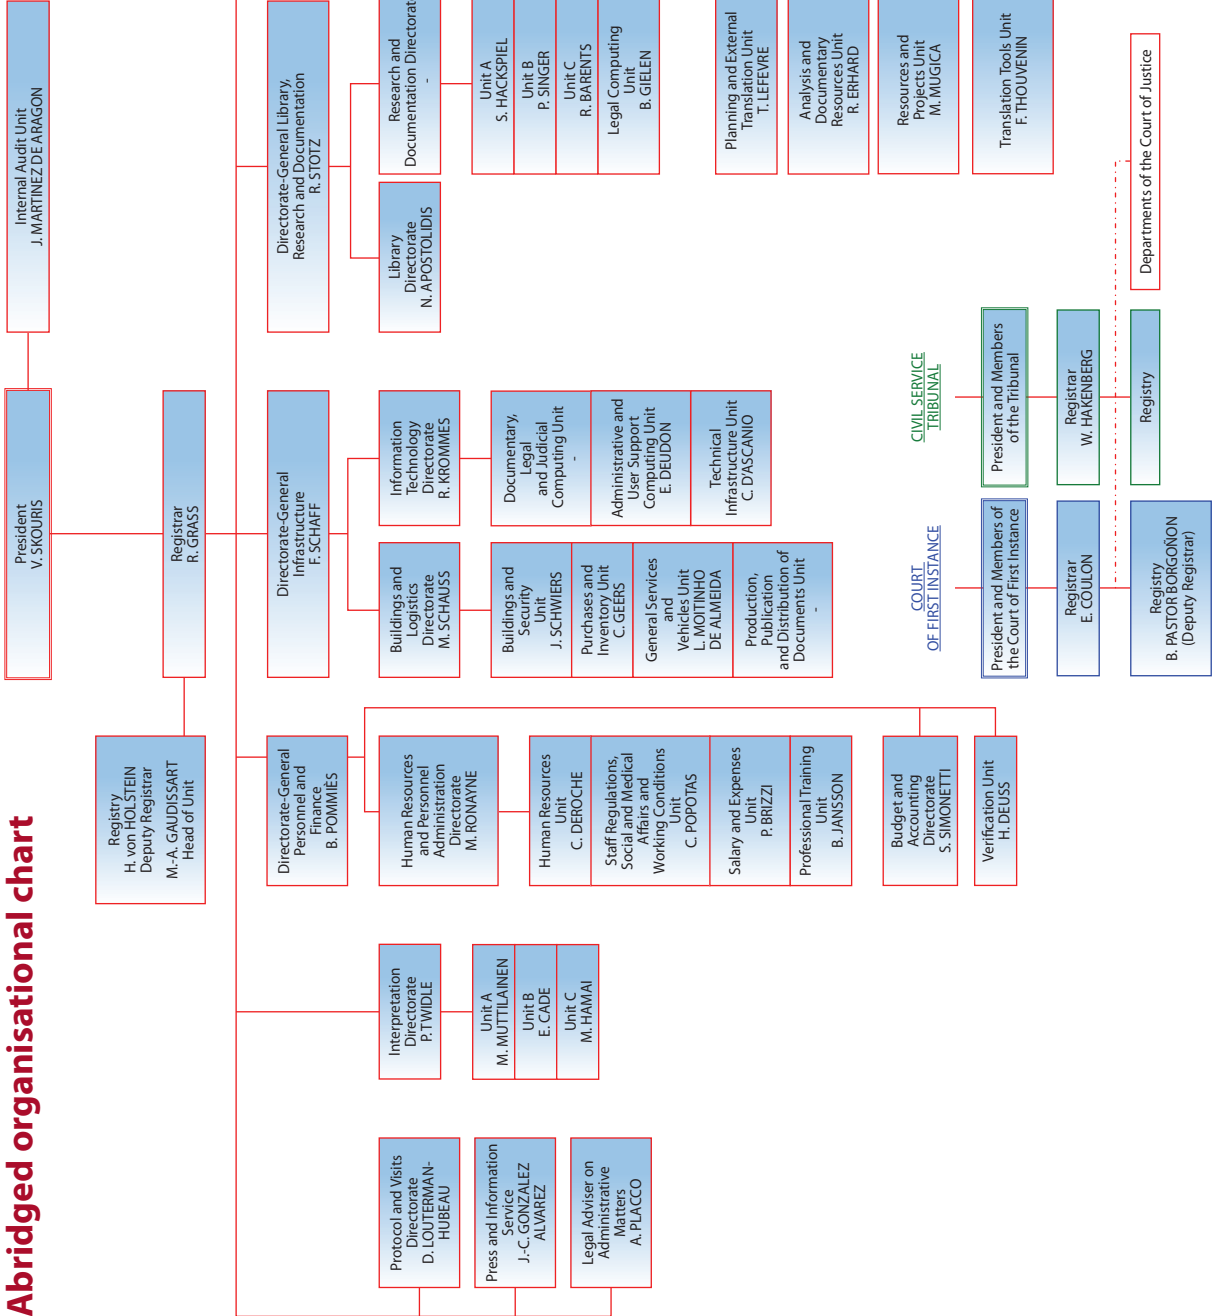 Abridged organisational chart
President
V. SKOURIS
Internal Audit Unit
J. MARTINEZ DE ARAGON
Registry
H. von HOLSTEIN
Deputy Registrar
M.-A. GAUDISSART
Head of Unit
Registrar
R. GRASS
Protocol and Visits
Directorate
D. LOUTERMAN-
HUBEAU
Press and Information
Service
J.-C. GONZALEZ
ALVAREZ
Legal Adviser on
Administrative
Matters
A. PLACCO
Interpretation
Directorate
P. TWIDLE
Unit A
M. MUTTILAINEN
Unit B
E. CADE
Unit C
M. HAMAI
Directorate-General
Personnel and
Finance
B. POMMIÈS
Human Resources
and Personnel
Administration
Directorate
M. RONAYNE
Human Resources
Unit
C. DEROCHE
Staff Regulations,
Social and Medical
Affairs and
Working Conditions
Unit
C. POPOTAS
Salary and Expenses
Unit
P. BRIZZI
Professional Training
Unit
B. JANSSON
Budget and
Accounting
Directorate
S. SIMONETTI
Verification Unit
H. DEUSS
Directorate-General
Infrastructure
F. SCHAFF
Buildings and
Logistics
Directorate
M. SCHAUSS
Buildings and
Security
Unit
J. SCHWIERS
Purchases and
Inventory Unit
C. GEERS
General Services
and
Vehicles Unit
L. MOITINHO
DE ALMEIDA
Production,
Publication
and Distribution of
Documents Unit
-
Information
Technology
Directorate
R. KROMMES
Documentary,
Legal
and Judicial
Computing Unit
-
Administrative and
User Support
Computing Unit
E. DEUDON
Technical
Infrastructure Unit
C. D'ASCANIO
Directorate-General Library,
Research and Documentation
R. STOTZ
Library
Directorate
N. APOSTOLIDIS
Research and
Documentation Directorat
-
Unit A
S. HACKSPIEL
Unit B
P. SINGER
Unit C
R. BARENTS
Legal Computing
Unit
B. GIELEN
Planning and External
Translation Unit
T. LEFEVRE
Analysis and
Documentary
Resources Unit
R. ERHARD
Resources and
Projects Unit
M. MUGICA
Translation Tools Unit
F. THOUVENIN
COURT
OF FIRST INSTANCE
President and Members of
the Court of First Instance
Registrar
E. COULON
Registry
B. PASTOR BORGOÑON
(Deputy Registrar)
CIVIL SERVICE
TRIBUNAL
President and Members
of the Tribunal
Registrar
W. HAKENBERG
Registry
Departments of the Court of Justice